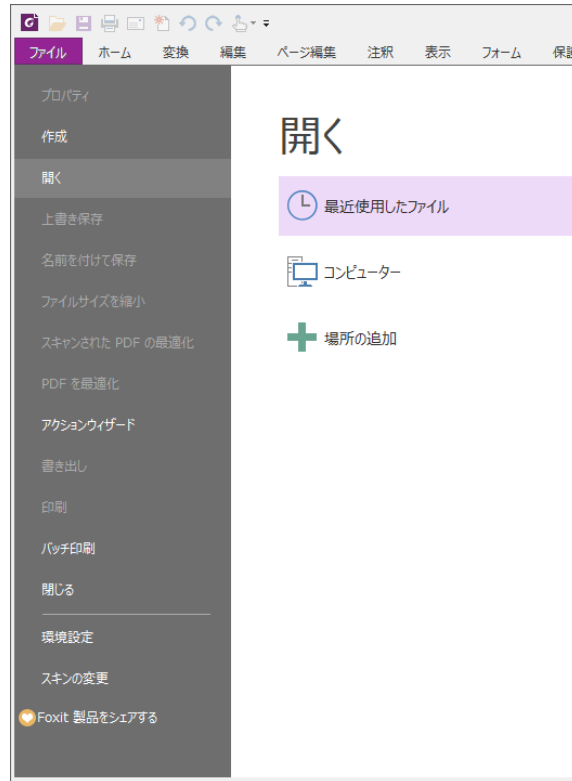 ファイル ホーム 変換 編集 ページ編集 注釈 表示 フォーム 保護
プロパティ
作成
開く
上書き保存
名前を付けて保存
ファイルサイズを縮小
スキャンされた PDF の最適化
PDF を最適化
アクションウィザード
書き出し
印刷
バッチ印刷
閉じる
環境設定
スキンの変更
Foxit 製品をシェアする
開く
最近使用したファイル
コンピューター
場所の追加